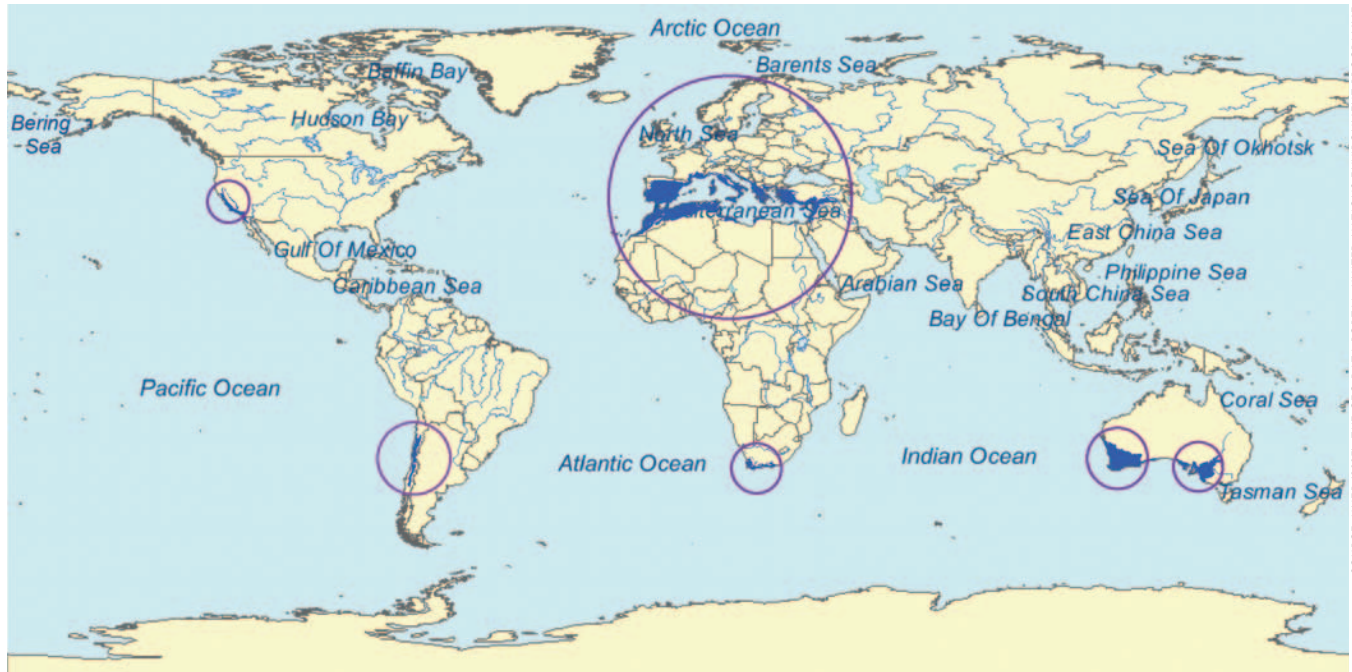 Arctic Ocean
Barents Sea
Baffin Bay
Hudson Bay
Bering
Sea
North Sea
Sea Of Okhotsk
Sea Of Japan
Mediterranean Sea
East China Sea
Gulf Of Mexico
Philippine Sea
Caribbean Sea
Arabian Sea
South China Sea
Bay Of Bengal
Pacific Ocean
Coral Sea
Atlantic Ocean
Indian Ocean
Tasman Sea